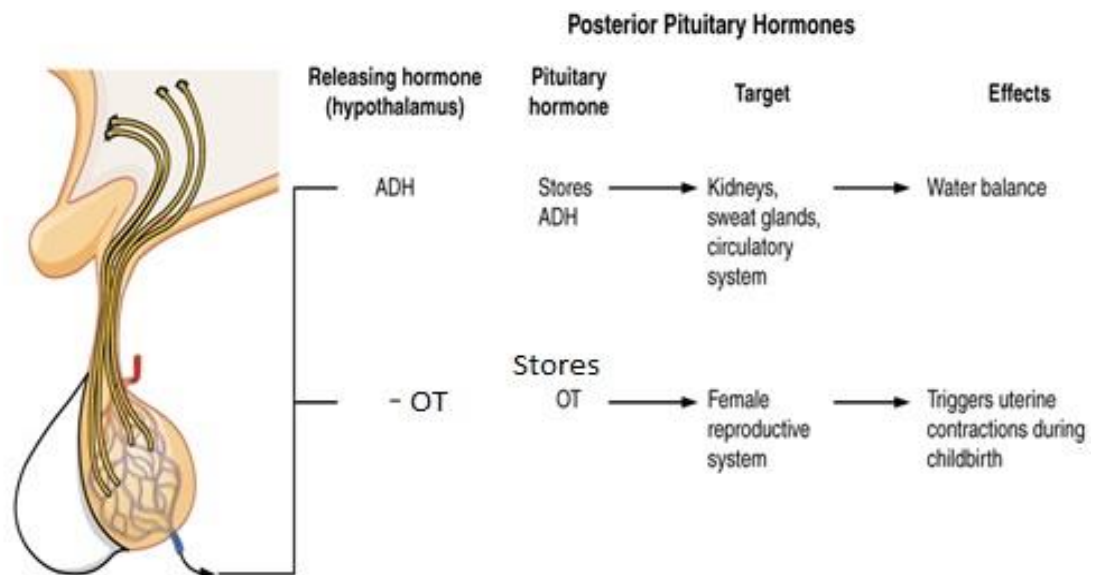 Posterior Pituitary Hormones
Releasing hormone
(hypothalamus)
Pituitary
hormone
Target
Effects
ADH
Stores
ADH
Kidneys,
sweat glands,
circulatory
system
Water balance
- OT
Stores
OT
Female
reproductive
system
Triggers uterine
contractions during
childbirth